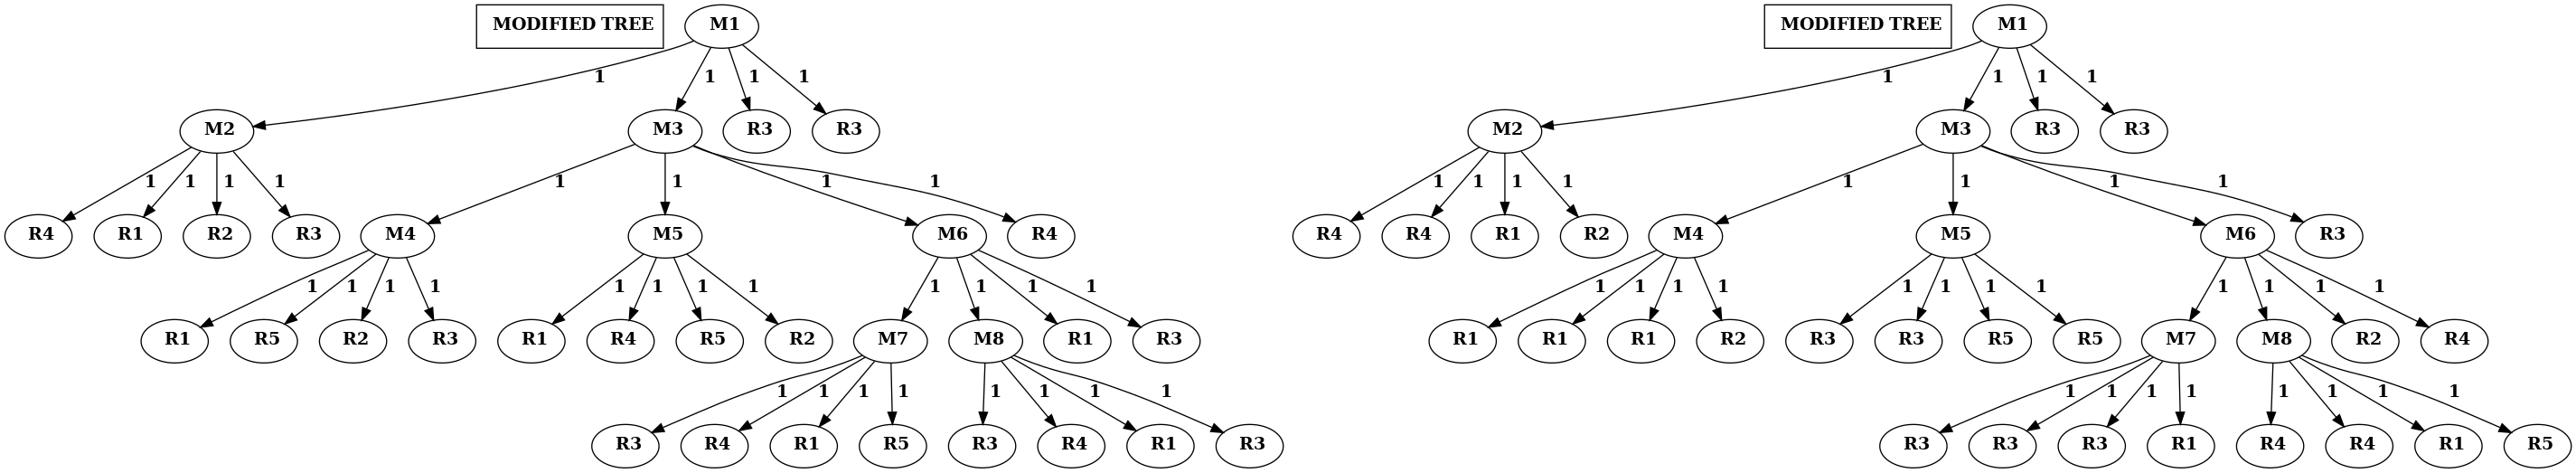 MODIFIED TREE M1 MODIFIED TREE M1
1 1 1 1 1 1 1 1
M2 M3 R3 R3 M2 M3 R3 R3
1 1 1 1 1 1 1 1 1 1 1 1 1 1 1 1
R4 R1 R2 R3 M4 M5 M6 R4 R4 R4 R1 R2 M4 M5 M6 R3
1 1 1 1 1 1 1 1 1 1 1 1 1 1 1 1 1 1 1 1 1 1 1 1
R1 R5 R2 R3 R1 R4 R5 R2 M7 M8 R1 R3 R1 R1 R1 R2 R3 R3 R5 R5 M7 M8 R2 R4
1 1 1 1 1 1 1 1 1 1 1 1 1 1 1 1
R3 R4 R1 R5 R3 R4 R1 R3 R3 R3 R3 R1 R4 R4 R1 R5